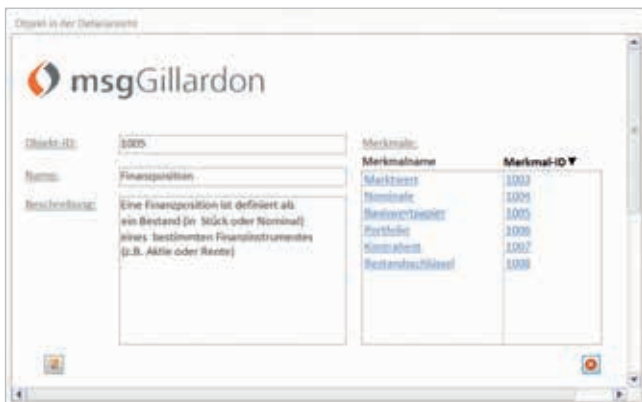 Objekt in der Detailansicht
msgGillardon
Objekt-ID:
1005
Name:
Finanzposition
Beschreibung:
Eine Finanzposition ist definiert als
ein Bestand (in Stück oder Nominal)
eines bestimmten Finanzinstrumentes
(z.B. Aktie oder Rente)
Merkmale:
Merkmalname Merkmal-ID▼
Marktwert 1003
Nominale 1004
Basiswertpapier 1005
Portfolio 1006
Kontrahent 1007
Bestandsschlüssel 1008